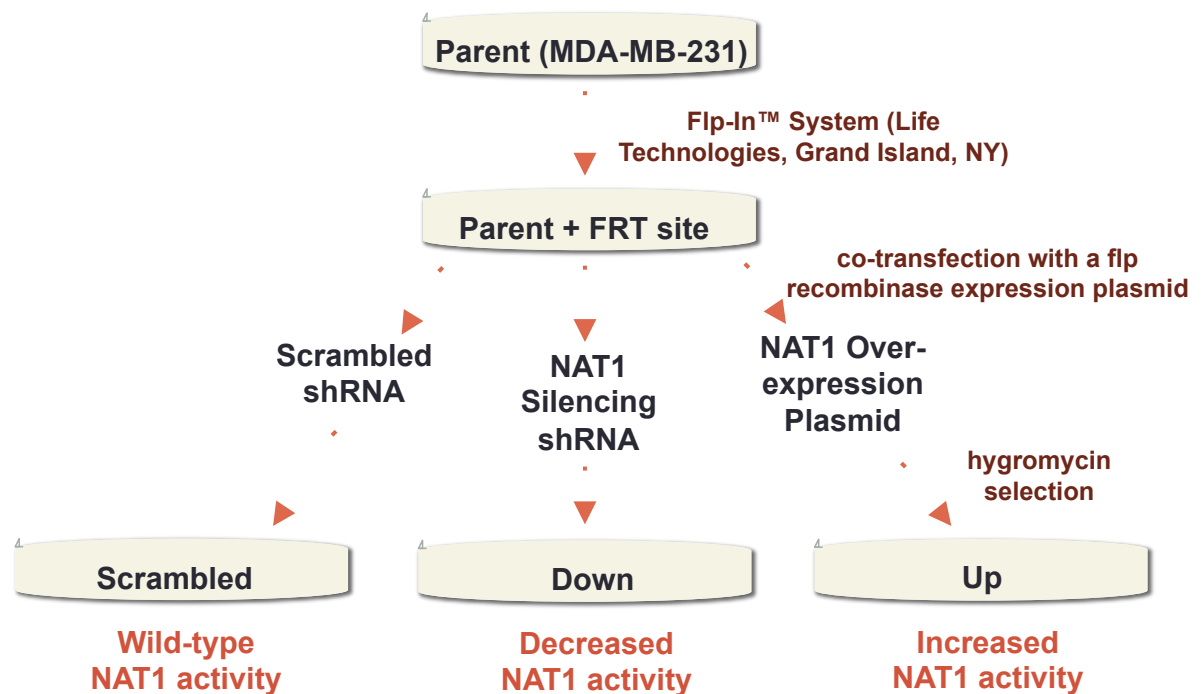 Parent (MDA-MB-231)
Flp-In™ System (Life
Technologies, Grand Island, NY)
Parent + FRT site
co-transfection with a flp
recombinase expression plasmid
Scrambled
shRNA
NAT1
Silencing
shRNA
NAT1 Over-
expression
Plasmid
hygromycin
selection
Scrambled
Down
Up
Wild-type
NAT1 activity
Decreased
NAT1 activity
Increased
NAT1 activity